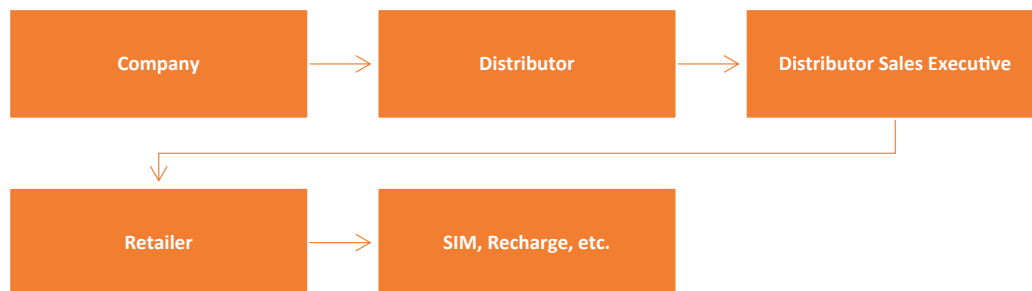 Company
Distributor
Distributor Sales Executive
Retailer
SIM, Recharge, etc.